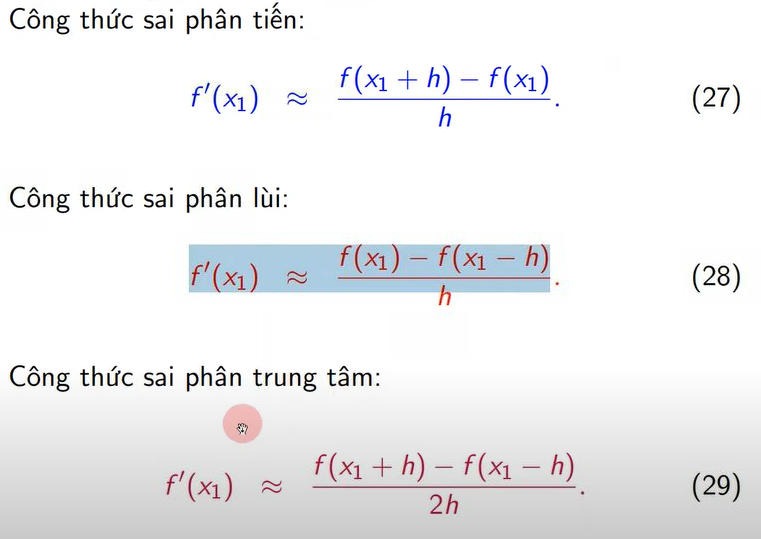 Công thức sai phân tiến:
f′(x₁) ≈ f(x₁ + h) − f(x₁) / h. (27)
Công thức sai phân lùi:
f′(x₁) ≈ f(x₁) − f(x₁ − h) / h. (28)
Công thức sai phân trung tâm:
f′(x₁) ≈ f(x₁ + h) − f(x₁ − h) / 2h. (29)